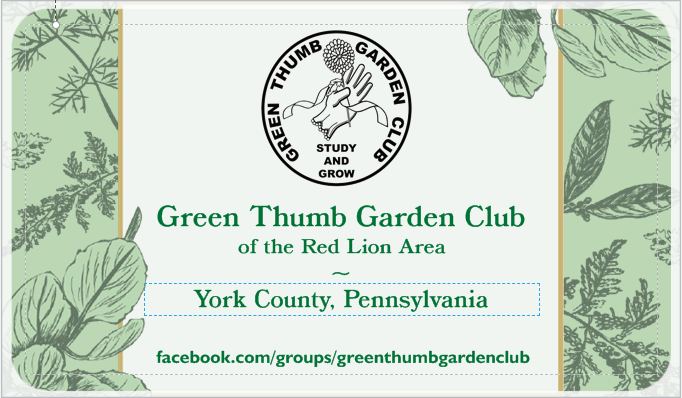 GREEN THUMB GARDEN CLUB
STUDY
AND
GROW
Green Thumb Garden Club
of the Red Lion Area
~
York County, Pennsylvania
facebook.com/groups/greenthumbgardenclub